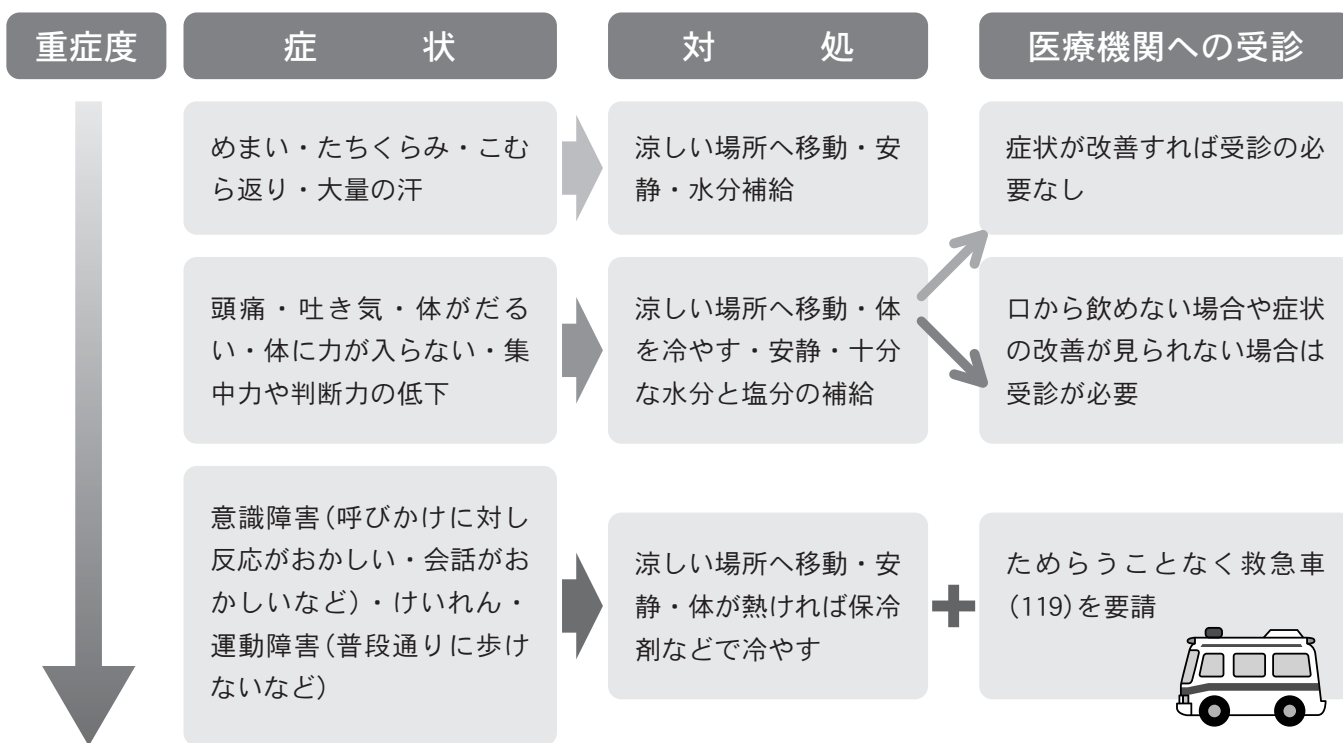 重症度
症状
対処
医療機関への受診
めまい・たちくらみ・こむ
ら返り・大量の汗
涼しい場所へ移動・安
静・水分補給
症状が改善すれば受診の必
要なし
頭痛・吐き気・体がだる
い・体に力が入らない・集
中力や判断力の低下
涼しい場所へ移動・体
を冷やす・安静・十分
な水分と塩分の補給
口から飲めない場合や症状
の改善が見られない場合は
受診が必要
意識障害(呼びかけに対し
反応がおかしい・会話がお
かしいなど)・けいれん・
運動障害(普段通りに歩け
ないなど)
涼しい場所へ移動・安
静・体が熱ければ保冷
剤などで冷やす
ためらうことなく救急車
(119)を要請